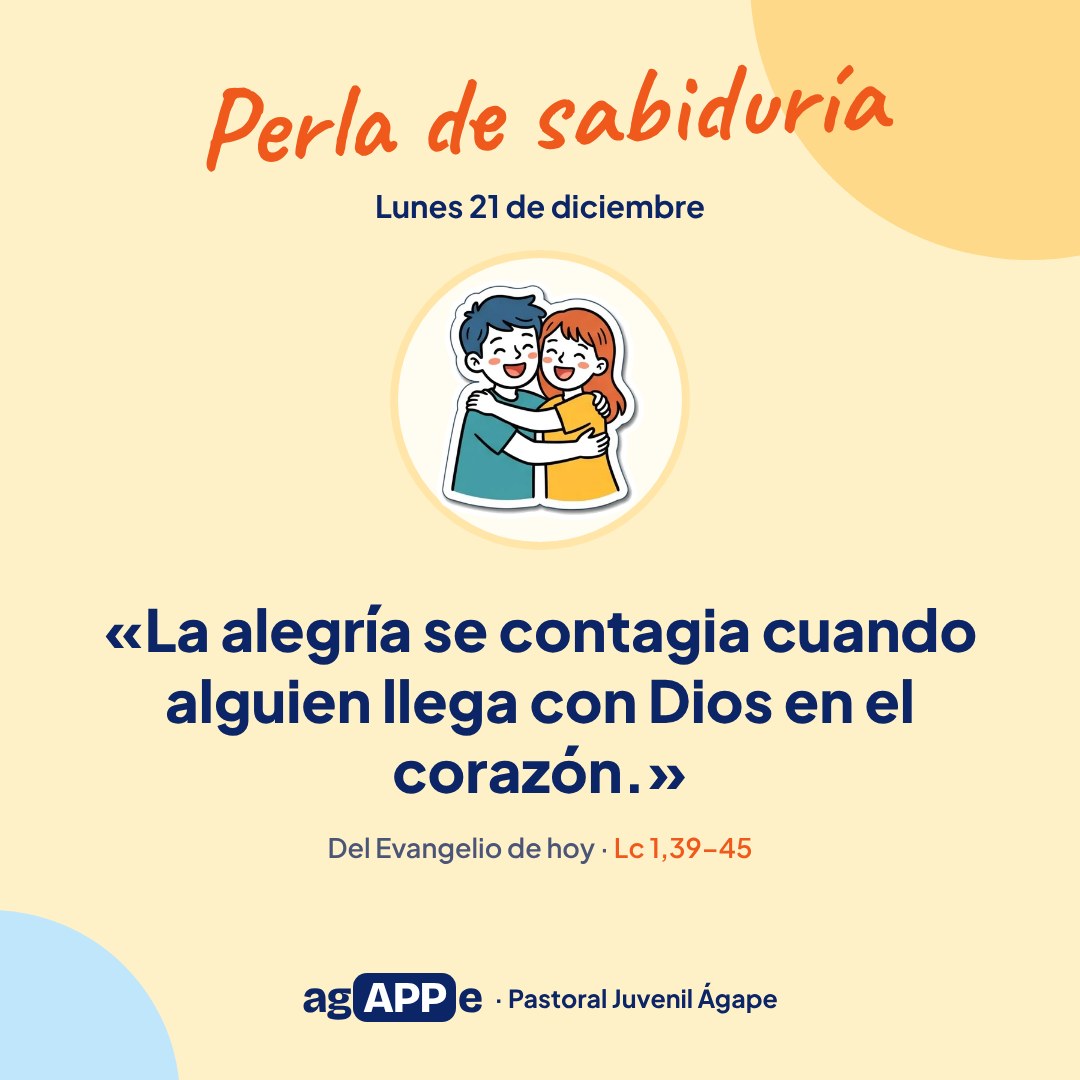 Perla de sabiduría
Lunes 21 de diciembre
«La alegría se contagia cuando
alguien llega con Dios en el
corazón.»
Del Evangelio de hoy · Lc 1,39–45
agAPPe · Pastoral Juvenil Ágape